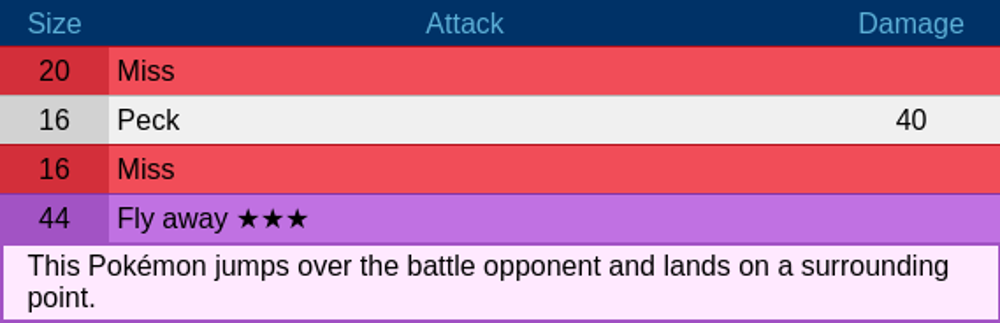 Size Attack Damage
20 Miss
16 Peck 40
16 Miss
44 Fly away ★★★
This Pokémon jumps over the battle opponent and lands on a surrounding
point.